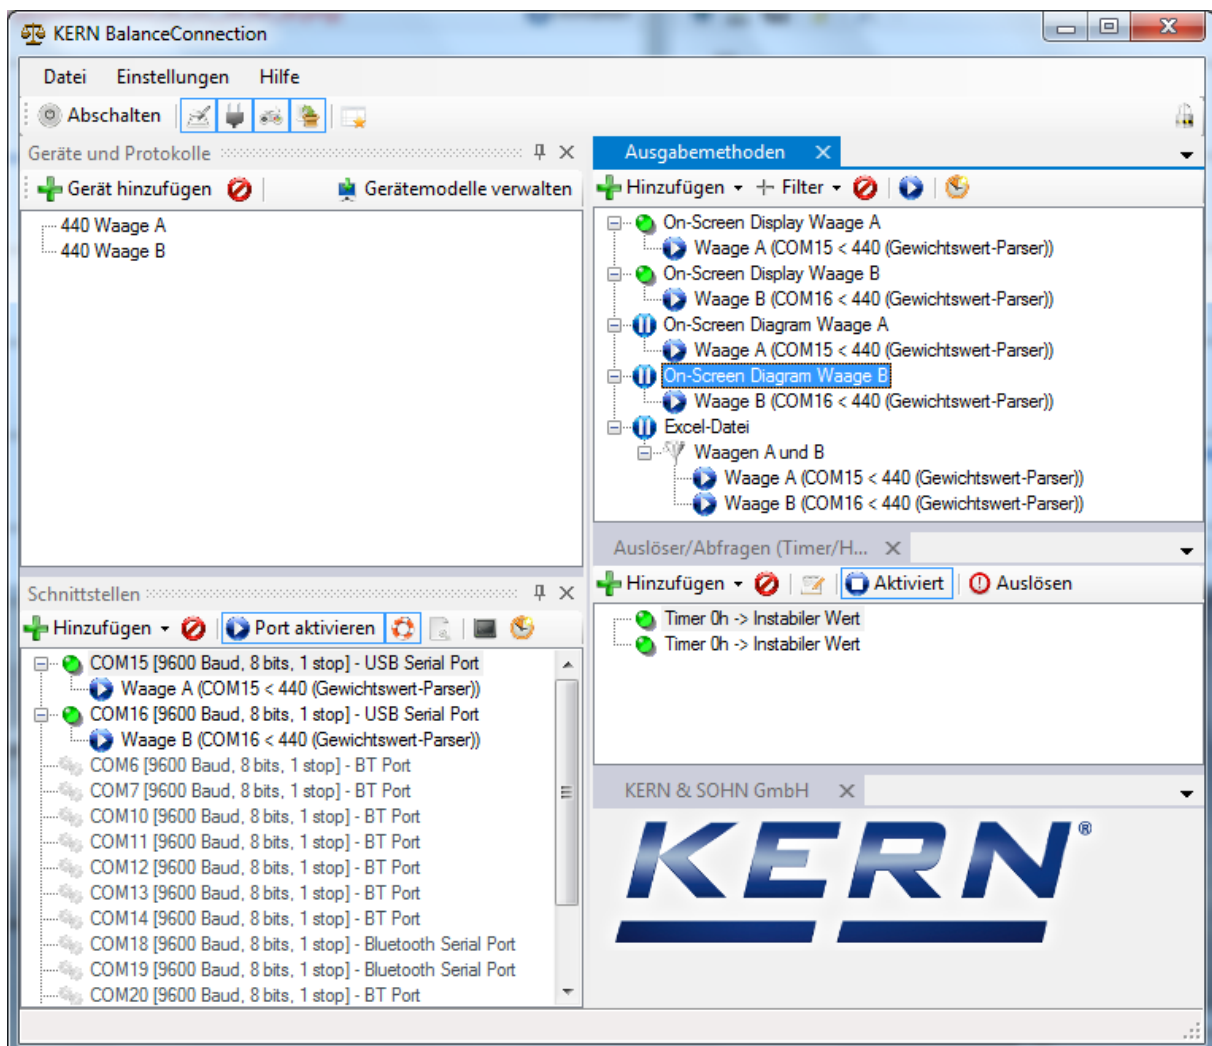 KERN BalanceConnection
Datei Einstellungen Hilfe
Abschalten
Geräte und Protokolle
Gerät hinzufügen Gerätemodelle verwalten
440 Waage A
440 Waage B
Schnittstellen
Hinzufügen Port aktivieren
COM15 [9600 Baud, 8 bits, 1 stop] - USB Serial Port
Waage A (COM15 < 440 (Gewichtswert-Parser))
COM16 [9600 Baud, 8 bits, 1 stop] - USB Serial Port
Waage B (COM16 < 440 (Gewichtswert-Parser))
COM6 [9600 Baud, 8 bits, 1 stop] - BT Port
COM7 [9600 Baud, 8 bits, 1 stop] - BT Port
COM10 [9600 Baud, 8 bits, 1 stop] - BT Port
COM11 [9600 Baud, 8 bits, 1 stop] - BT Port
COM12 [9600 Baud, 8 bits, 1 stop] - BT Port
COM13 [9600 Baud, 8 bits, 1 stop] - BT Port
COM14 [9600 Baud, 8 bits, 1 stop] - BT Port
COM18 [9600 Baud, 8 bits, 1 stop] - Bluetooth Serial Port
COM19 [9600 Baud, 8 bits, 1 stop] - Bluetooth Serial Port
COM20 [9600 Baud, 8 bits, 1 stop] - BT Port
Ausgabemethoden
Hinzufügen Filter
On-Screen Display Waage A
Waage A (COM15 < 440 (Gewichtswert-Parser))
On-Screen Display Waage B
Waage B (COM16 < 440 (Gewichtswert-Parser))
On-Screen Diagram Waage A
Waage A (COM15 < 440 (Gewichtswert-Parser))
On-Screen Diagram Waage B
Waage B (COM16 < 440 (Gewichtswert-Parser))
Excel-Datei
Waagen A und B
Waage A (COM15 < 440 (Gewichtswert-Parser))
Waage B (COM16 < 440 (Gewichtswert-Parser))
Auslöser/Abfragen (Timer/H...
Hinzufügen Aktiviert Auslösen
Timer 0h -> Instabiler Wert
Timer 0h -> Instabiler Wert
KERN & SOHN GmbH
KERN®